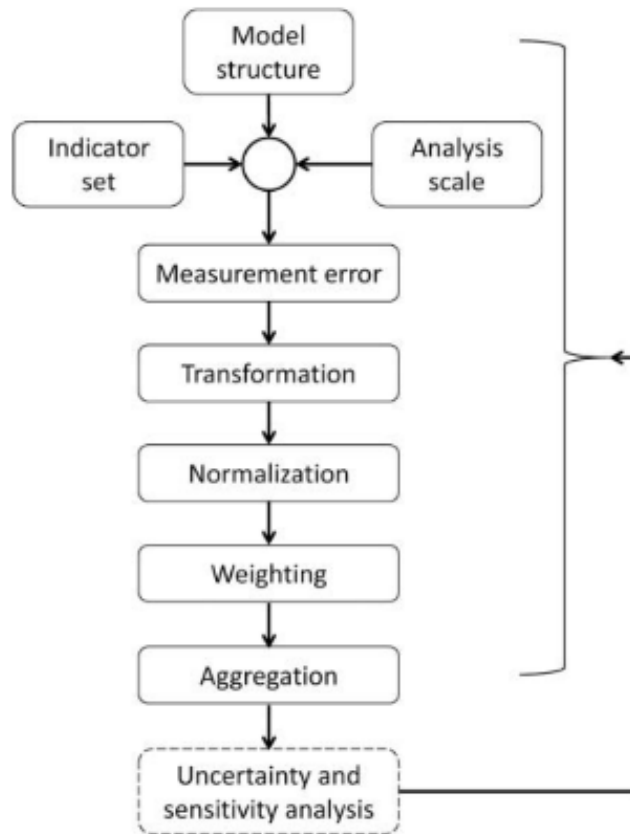 Model
structure
Indicator
set
Analysis
scale
Measurement error
Transformation
Normalization
Weighting
Aggregation
Uncertainty and
sensitivity analysis